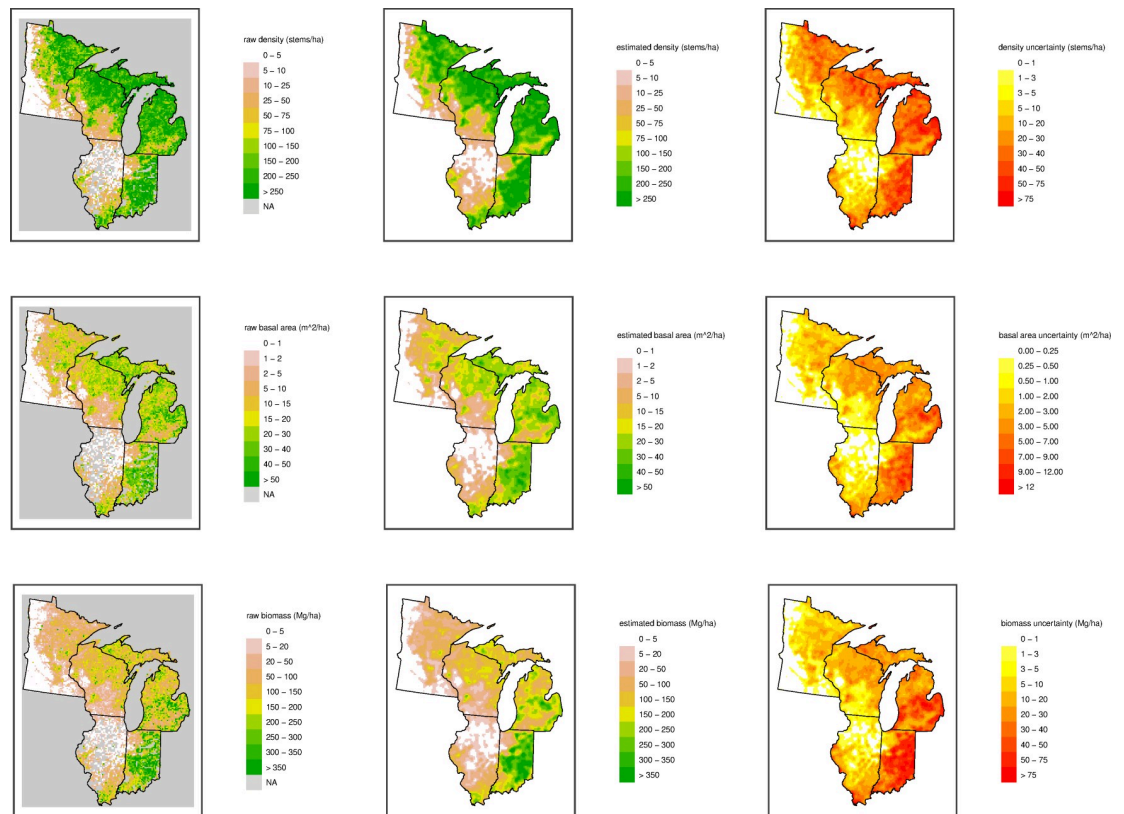 raw density (stems/ha)
0 – 5
5 – 10
10 – 25
25 – 50
50 – 75
75 – 100
100 – 150
150 – 200
200 – 250
> 250
NA
estimated density (stems/ha)
0 – 5
5 – 10
10 – 25
25 – 50
50 – 75
75 – 100
100 – 150
150 – 200
200 – 250
> 250
density uncertainty (stems/ha)
0 – 1
1 – 3
3 – 5
5 – 10
10 – 20
20 – 30
30 – 40
40 – 50
50 – 75
> 75
raw basal area (m^2/ha)
0 – 1
1 – 2
2 – 5
5 – 10
10 – 15
15 – 20
20 – 30
30 – 40
40 – 50
> 50
NA
estimated basal area (m^2/ha)
0 – 1
1 – 2
2 – 5
5 – 10
10 – 15
15 – 20
20 – 30
30 – 40
40 – 50
> 50
basal area uncertainty (m^2/ha)
0.00 – 0.25
0.25 – 0.50
0.50 – 1.00
1.00 – 2.00
2.00 – 3.00
3.00 – 5.00
5.00 – 7.00
7.00 – 9.00
9.00 – 12.00
> 12
raw biomass (Mg/ha)
0 – 5
5 – 20
20 – 50
50 – 100
100 – 150
150 – 200
200 – 250
250 – 300
300 – 350
> 350
NA
estimated biomass (Mg/ha)
0 – 5
5 – 20
20 – 50
50 – 100
100 – 150
150 – 200
200 – 250
250 – 300
300 – 350
> 350
biomass uncertainty (Mg/ha)
0 – 1
1 – 3
3 – 5
5 – 10
10 – 20
20 – 30
30 – 40
40 – 50
50 – 75
> 75